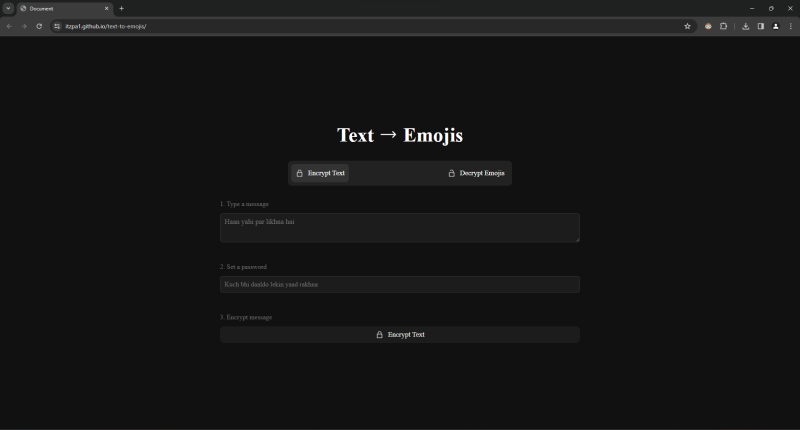 Document
itzpa1.github.io/text-to-emojis/
Text → Emojis
Encrypt Text
Decrypt Emojis
1. Type a message
Haan yahi par likhna hai
2. Set a password
Kuch bhi daaldo lekin yaad rakhna
3. Encrypt message
Encrypt Text